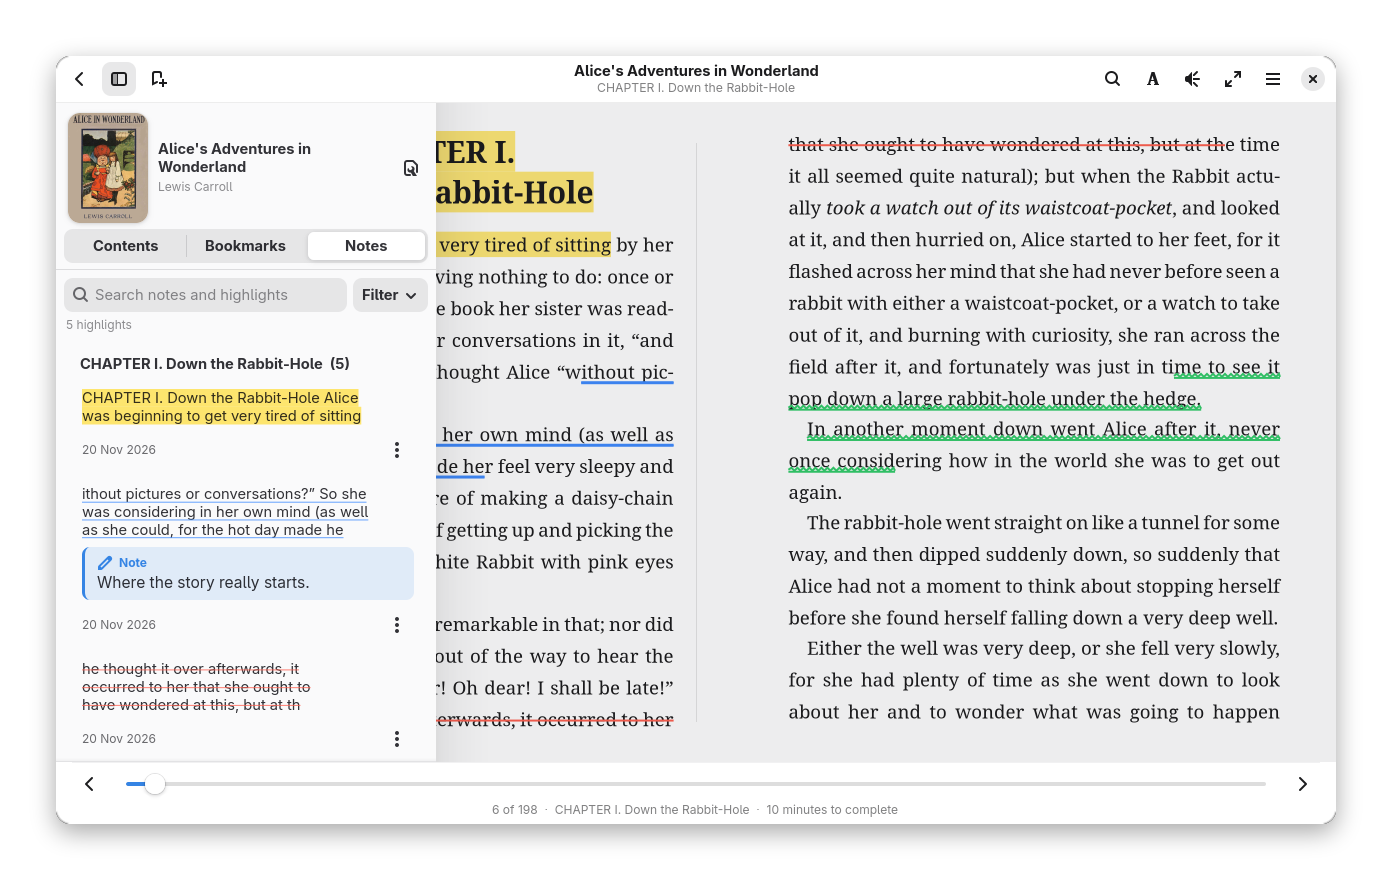 Alice's Adventures in Wonderland
CHAPTER I. Down the Rabbit-Hole
A
ALICE IN WONDERLAND
LEWIS CARROLL
Alice's Adventures in
Wonderland
Lewis Carroll
Contents
Bookmarks
Notes
Search notes and highlights
Filter
5 highlights
CHAPTER I. Down the Rabbit-Hole (5)
CHAPTER I. Down the Rabbit-Hole Alice
was beginning to get very tired of sitting
20 Nov 2026
ithout pictures or conversations?” So she
was considering in her own mind (as well
as she could, for the hot day made he
Note
Where the story really starts.
20 Nov 2026
he thought it over afterwards, it
occurred to her that she ought to
have wondered at this, but at th
20 Nov 2026
TER I.
abbit-Hole
very tired of sitting by her
ving nothing to do: once or
e book her sister was read-
r conversations in it, “and
hought Alice “without pic-
her own mind (as well as
de her feel very sleepy and
re of making a daisy-chain
f getting up and picking the
hite Rabbit with pink eyes
remarkable in that; nor did
out of the way to hear the
r! Oh dear! I shall be late!”
erwards, it occurred to her
that she ought to have wondered at this, but at the time
it all seemed quite natural); but when the Rabbit actu-
ally took a watch out of its waistcoat-pocket, and looked
at it, and then hurried on, Alice started to her feet, for it
flashed across her mind that she had never before seen a
rabbit with either a waistcoat-pocket, or a watch to take
out of it, and burning with curiosity, she ran across the
field after it, and fortunately was just in time to see it
pop down a large rabbit-hole under the hedge.
In another moment down went Alice after it, never
once considering how in the world she was to get out
again.
The rabbit-hole went straight on like a tunnel for some
way, and then dipped suddenly down, so suddenly that
Alice had not a moment to think about stopping herself
before she found herself falling down a very deep well.
Either the well was very deep, or she fell very slowly,
for she had plenty of time as she went down to look
about her and to wonder what was going to happen
6 of 198 · CHAPTER I. Down the Rabbit-Hole · 10 minutes to complete